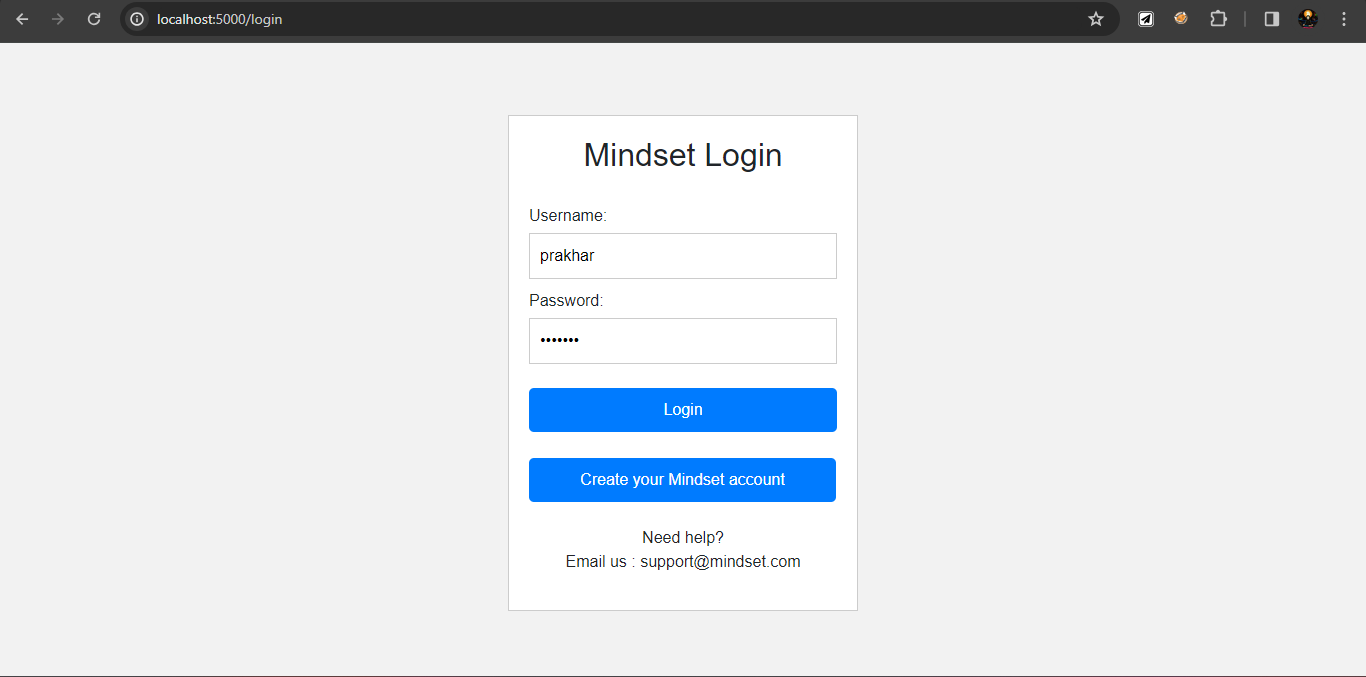 localhost:5000/login
Mindset Login
Username:
prakhar
Password:
•••••••
Login
Create your Mindset account
Need help?
Email us : support@mindset.com